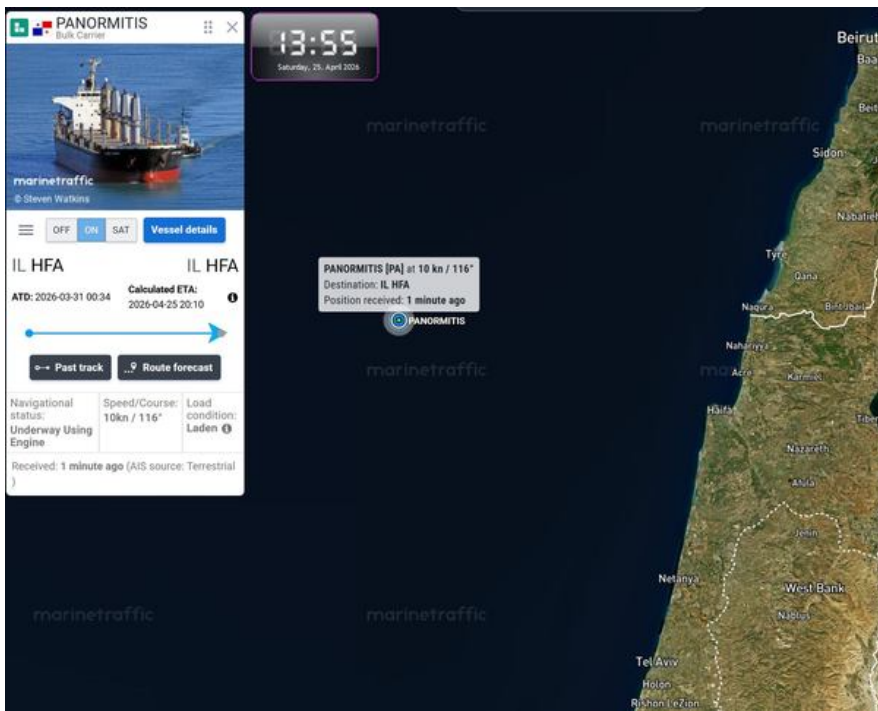 PANORMITIS
Bulk Carrier
marinetraffic
© Steven Watkins
OFF ON SAT Vessel details
IL HFA IL HFA
ATD: 2026-03-31 00:34
Calculated ETA:
2026-04-25 20:10
Past track
Route forecast
Navigational
status:
Underway Using
Engine
Speed/Course:
10kn / 116°
Load
condition:
Laden
Received: 1 minute ago (AIS source: Terrestrial
)
13:55
Saturday, 25. April 2026
marinetraffic
marinetraffic
PANORMITIS [PA] at 10 kn / 116°
Destination: IL HFA
Position received: 1 minute ago
PANORMITIS
marinetraffic
marinetraffic
marinetraffic
Beirut
Sidon
Tyre
Qana
Naqura
Bint Jbail
Nahariyya
Acre
Karmiel
Haifa
Nazareth
Afula
Jenin
Netanya
West Bank
Nablus
Tel Aviv
Holon
Rishon LeZion